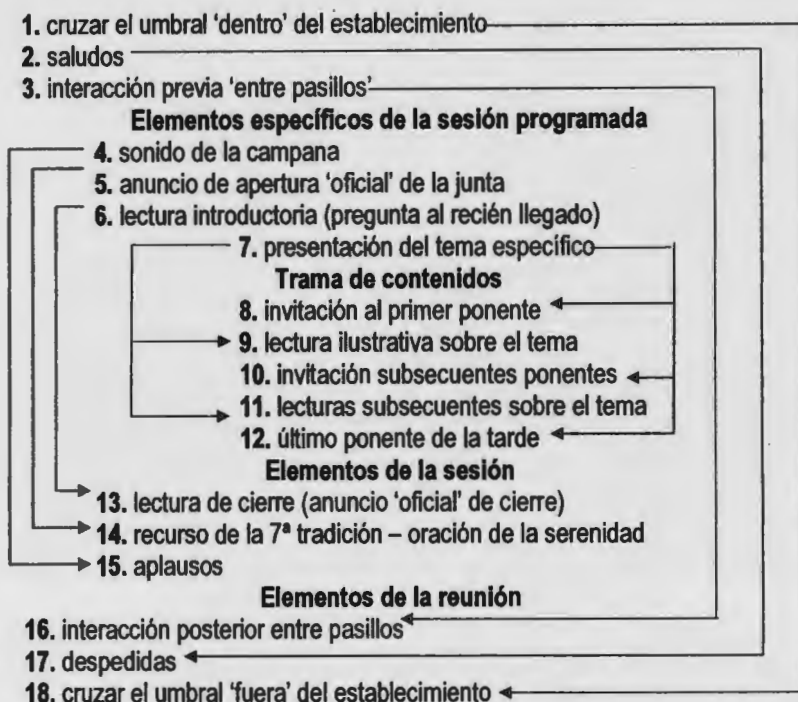 1. cruzar el umbral 'dentro' del establecimiento
2. saludos
3. interacción previa 'entre pasillos'
Elementos específicos de la sesión programada
4. sonido de la campana
5. anuncio de apertura 'oficial' de la junta
6. lectura introductoria (pregunta al recién llegado)
7. presentación del tema específico
Trama de contenidos
8. invitación al primer ponente
9. lectura ilustrativa sobre el tema
10. invitación subsecuentes ponentes
11. lecturas subsecuentes sobre el tema
12. último ponente de la tarde
Elementos de la sesión
13. lectura de cierre (anuncio 'oficial' de cierre)
14. recurso de la 7ª tradición – oración de la serenidad
15. aplausos
Elementos de la reunión
16. interacción posterior entre pasillos
17. despedidas
18. cruzar el umbral 'fuera' del establecimiento